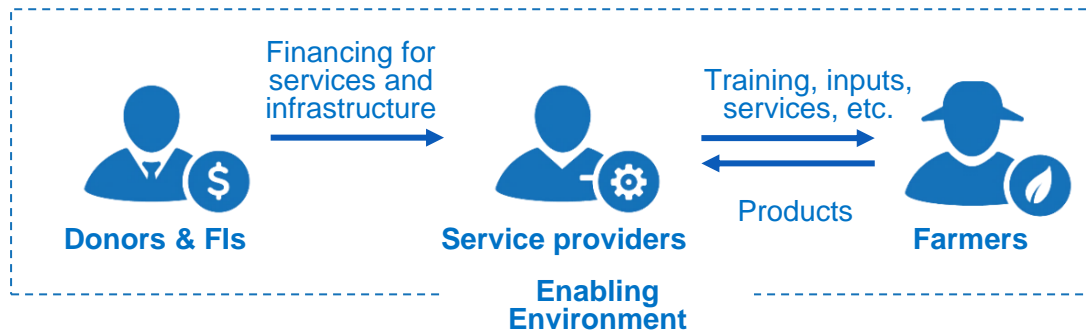 Financing for
services and
infrastructure
Training, inputs,
services, etc.
$
Products
Donors & FIs
Service providers
Farmers
Enabling
Environment